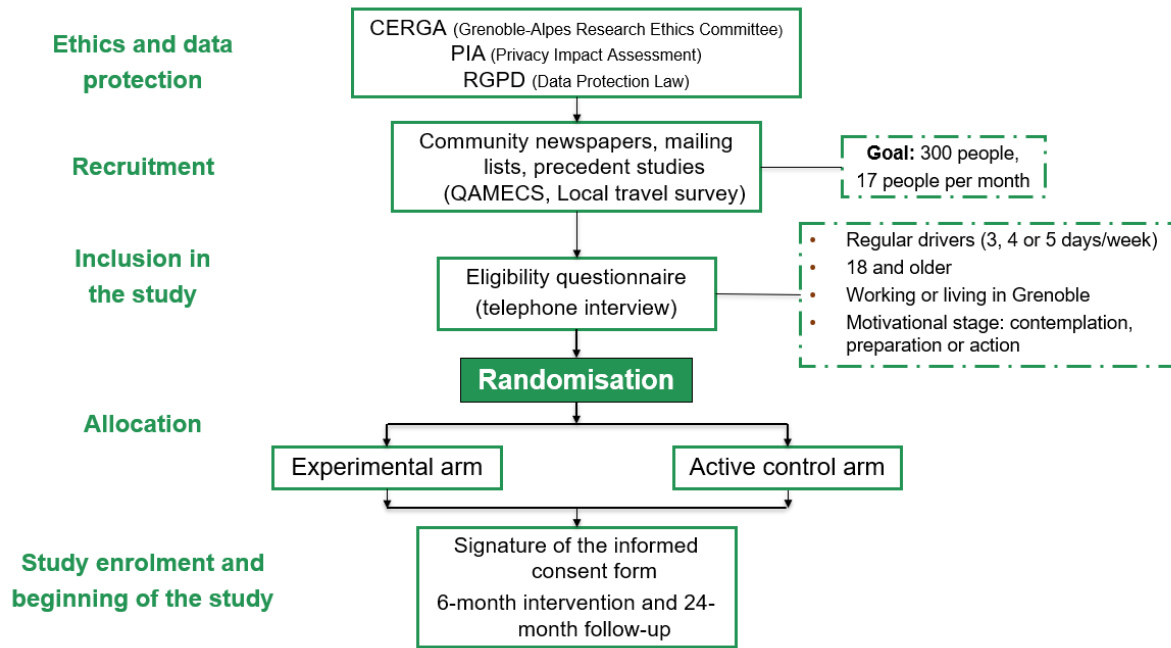 Ethics and data
protection
CERGA (Grenoble-Alpes Research Ethics Committee)
PIA (Privacy Impact Assessment)
RGPD (Data Protection Law)
Recruitment
Community newspapers, mailing
lists, precedent studies
(QAMECS, Local travel survey)
Goal: 300 people,
17 people per month
Inclusion in
the study
Eligibility questionnaire
(telephone interview)
• Regular drivers (3, 4 or 5 days/week)
• 18 and older
• Working or living in Grenoble
• Motivational stage: contemplation,
preparation or action
Randomisation
Allocation
Experimental arm
Active control arm
Study enrolment and
beginning of the study
Signature of the informed
consent form
6-month intervention and 24-
month follow-up